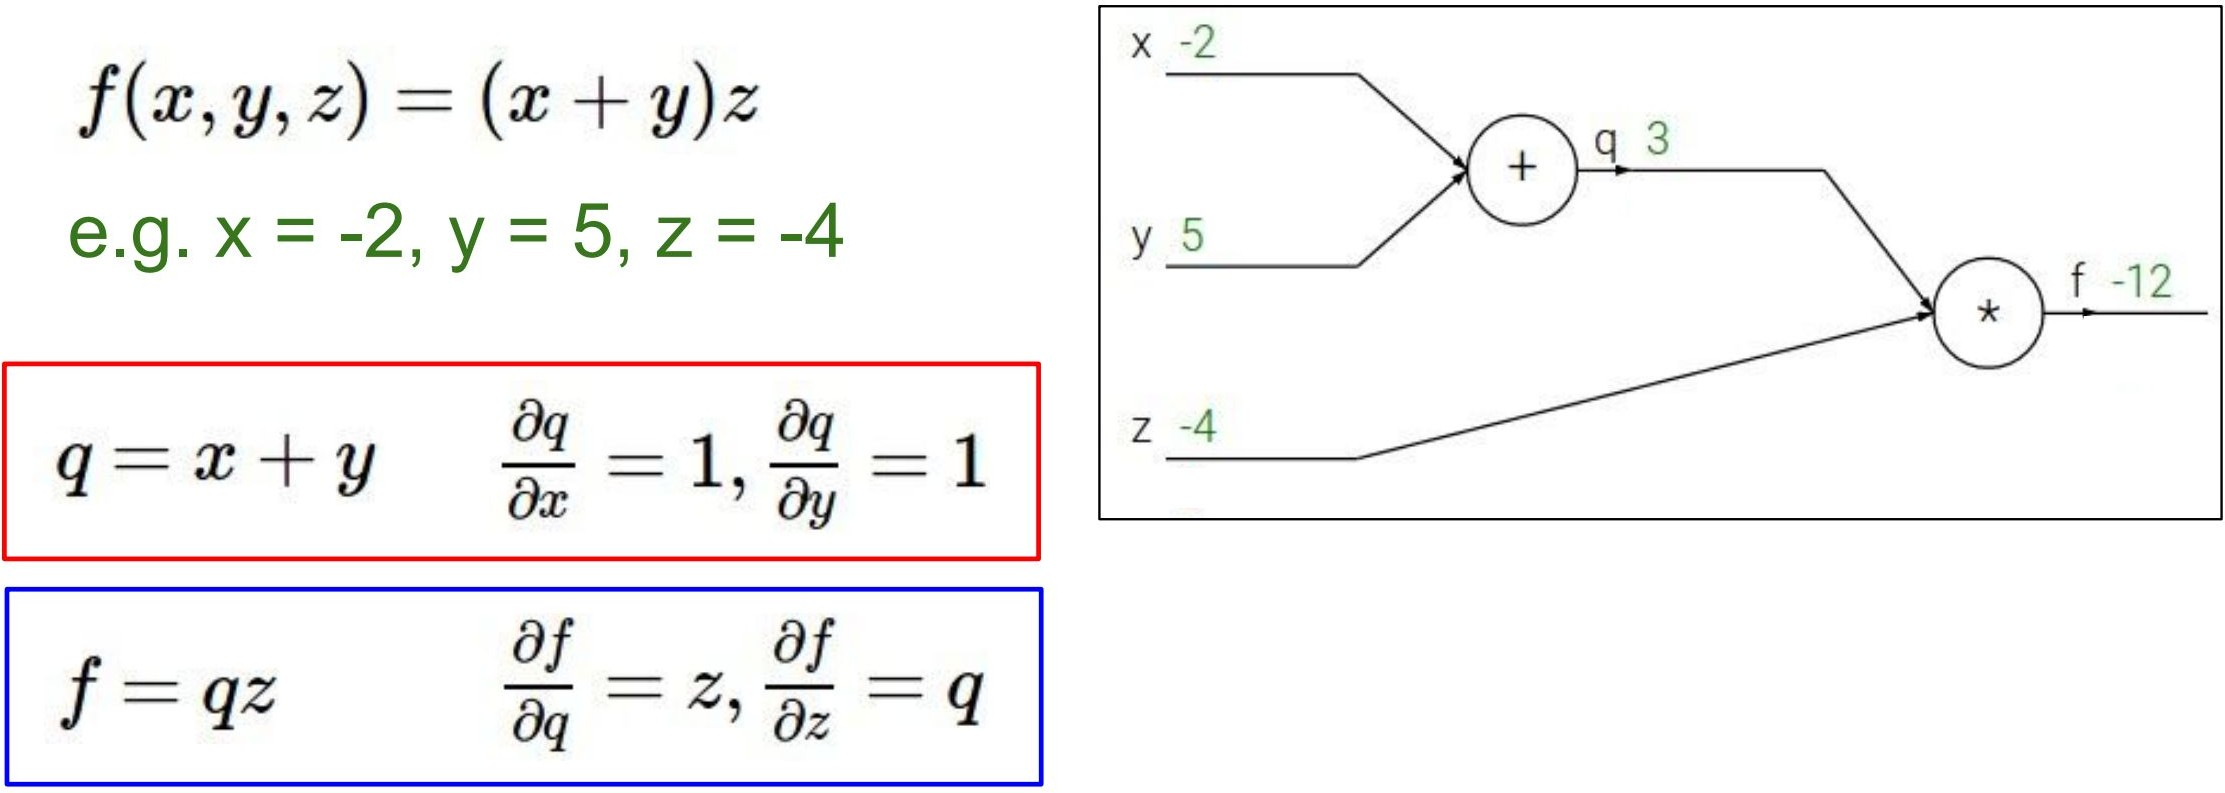 f(x, y, z) = (x + y)z
e.g. x = -2, y = 5, z = -4
q = x + y    ∂q/∂x = 1, ∂q/∂y = 1
f = qz    ∂f/∂q = z, ∂f/∂z = q
x -2
+
q 3
y 5
*
f -12
z -4